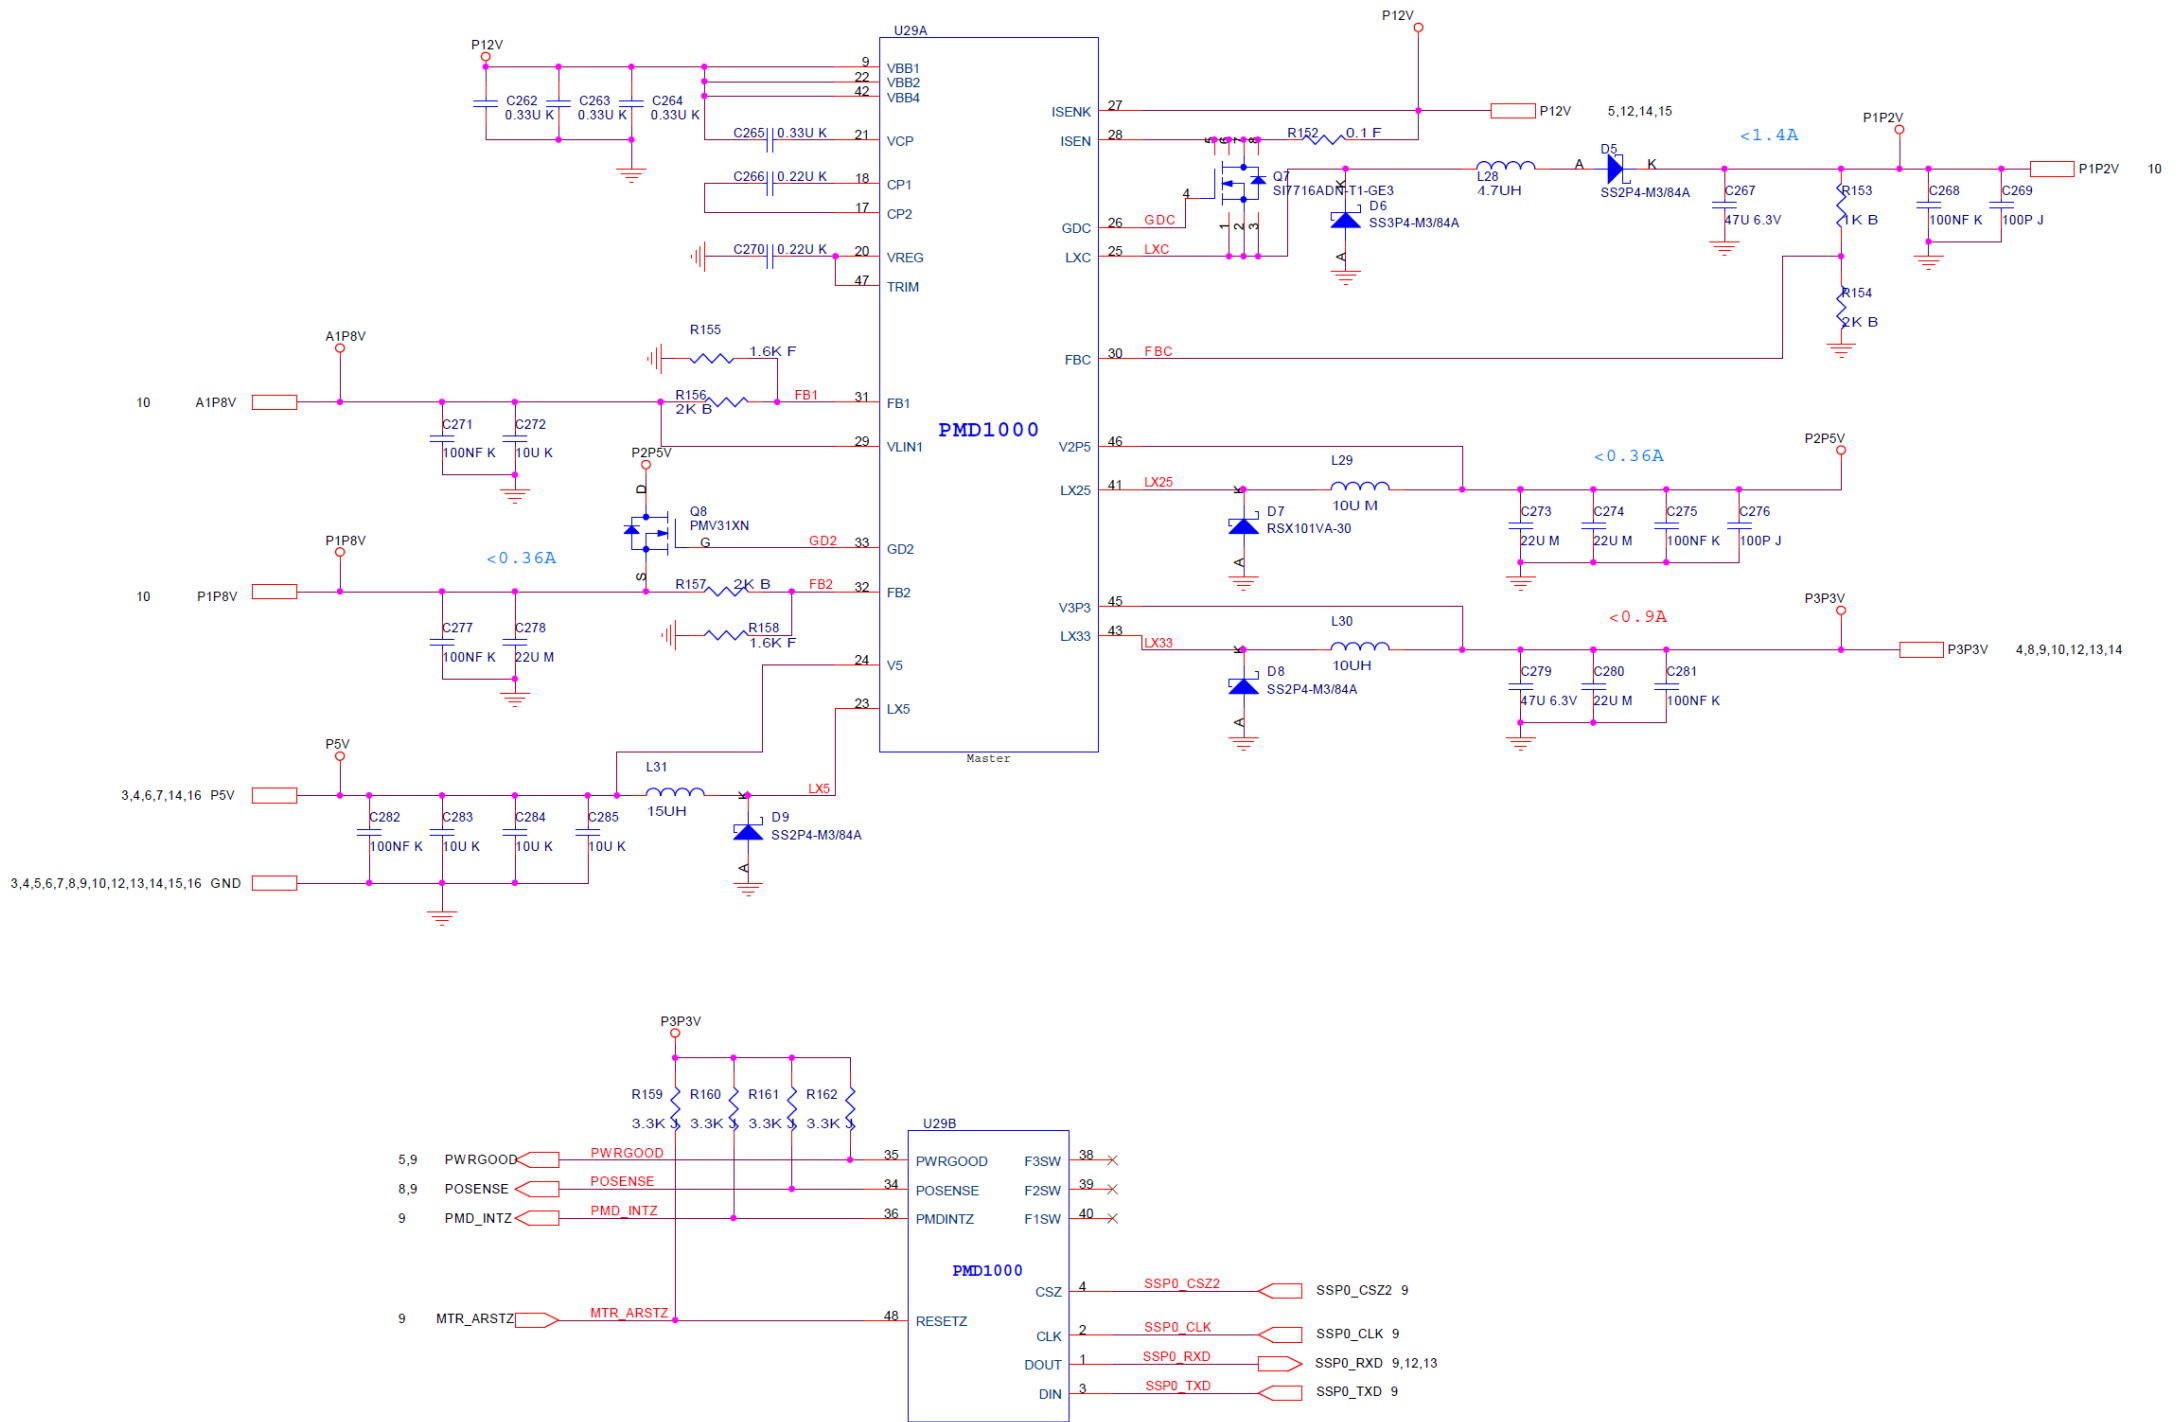 U29A
PMD1000
Master
P12V
C262
0.33U K
C263
0.33U K
C264
0.33U K
9 VBB1
22 VBB2
42 VBB4
C265 0.33U K
21 VCP
C266 0.22U K
18 CP1
17 CP2
C270 0.22U K
20 VREG
47 TRIM
A1P8V
R155
1.6K F
10 A1P8V
R156
2K B
FB1
31 FB1
C271
100NF K
C272
10U K
29 VLIN1
P2P5V
D
Q8
PMV31XN
G
S
GD2
33 GD2
P1P8V
<0.36A
10 P1P8V
R157 2K B
FB2
32 FB2
R158
1.6K F
C277
100NF K
C278
22U M
24 V5
23 LX5
P5V
L31
15UH
LX5
3,4,6,7,14,16 P5V
C282
100NF K
C283
10U K
C284
10U K
C285
10U K
K
D9
SS2P4-M3/84A
A
3,4,5,6,7,8,9,10,12,13,14,15,16 GND
P12V
ISENK 27
P12V 5,12,14,15
ISEN 28
5 6 7 8
R152 0.1 F
Q7
SI7716ADN-T1-GE3
4
1 2 3
GDC 26
GDC
LXC 25
LXC
K
D6
SS3P4-M3/84A
A
L28
4.7UH
A
D5
K
SS2P4-M3/84A
<1.4A
P1P2V
P1P2V 10
C267
47U 6.3V
R153
1K B
C268
100NF K
C269
100P J
R154
2K B
FBC 30
FBC
V2P5 46
LX25 41
LX25
L29
10U M
K
D7
RSX101VA-30
A
<0.36A
P2P5V
C273
22U M
C274
22U M
C275
100NF K
C276
100P J
V3P3 45
LX33 43
LX33
L30
10UH
K
D8
SS2P4-M3/84A
A
<0.9A
P3P3V
P3P3V 4,8,9,10,12,13,14
C279
47U 6.3V
C280
22U M
C281
100NF K
P3P3V
R159
3.3K J
R160
3.3K J
R161
3.3K J
R162
3.3K J
U29B
PMD1000
5,9 PWRGOOD
PWRGOOD
35 PWRGOOD
8,9 POSENSE
POSENSE
34 POSENSE
9 PMD_INTZ
PMD_INTZ
36 PMDINTZ
9 MTR_ARSTZ
MTR_ARSTZ
48 RESETZ
F3SW 38
F2SW 39
F1SW 40
CSZ 4
SSP0_CSZ2
SSP0_CSZ2 9
CLK 2
SSP0_CLK
SSP0_CLK 9
DOUT 1
SSP0_RXD
SSP0_RXD 9,12,13
DIN 3
SSP0_TXD
SSP0_TXD 9